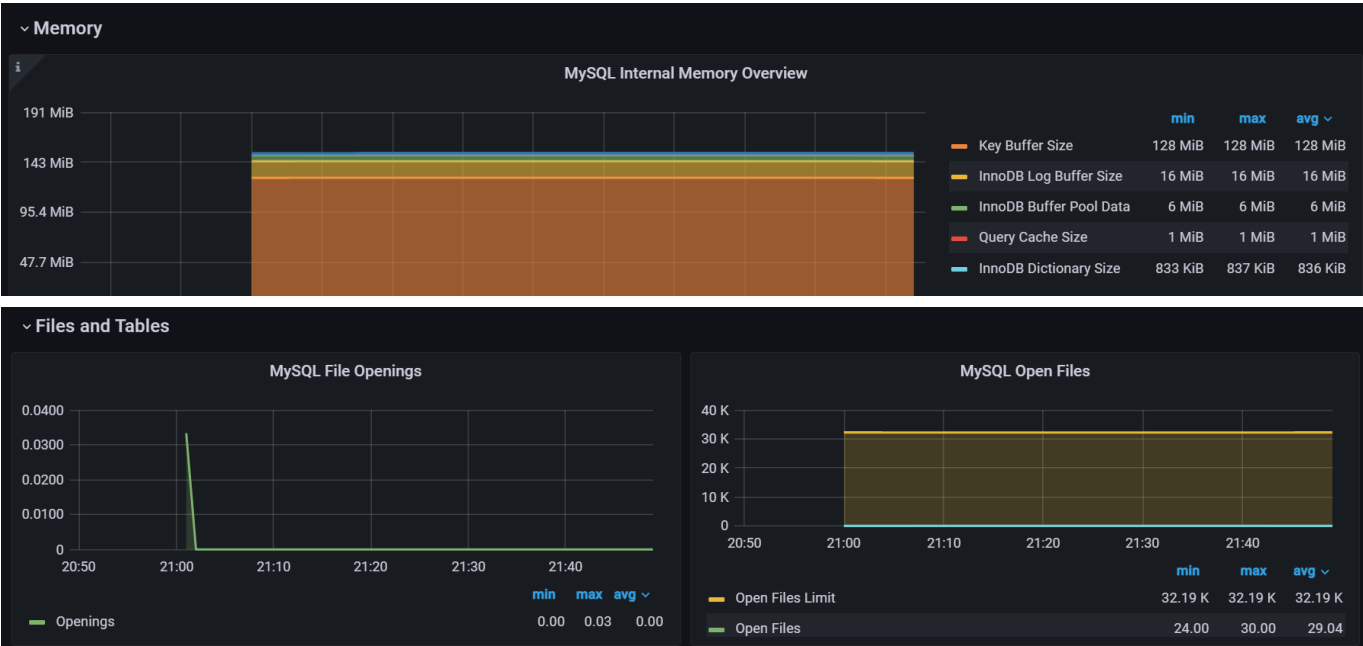 Memory
i
MySQL Internal Memory Overview
191 MiB
143 MiB
95.4 MiB
47.7 MiB
min max avg
Key Buffer Size 128 MiB 128 MiB 128 MiB
InnoDB Log Buffer Size 16 MiB 16 MiB 16 MiB
InnoDB Buffer Pool Data 6 MiB 6 MiB 6 MiB
Query Cache Size 1 MiB 1 MiB 1 MiB
InnoDB Dictionary Size 833 KiB 837 KiB 836 KiB
Files and Tables
MySQL File Openings
0.0400
0.0300
0.0200
0.0100
0
20:50 21:00 21:10 21:20 21:30 21:40
min max avg
Openings 0.00 0.03 0.00
MySQL Open Files
40 K
30 K
20 K
10 K
0
20:50 21:00 21:10 21:20 21:30 21:40
min max avg
Open Files Limit 32.19 K 32.19 K 32.19 K
Open Files 24.00 30.00 29.04